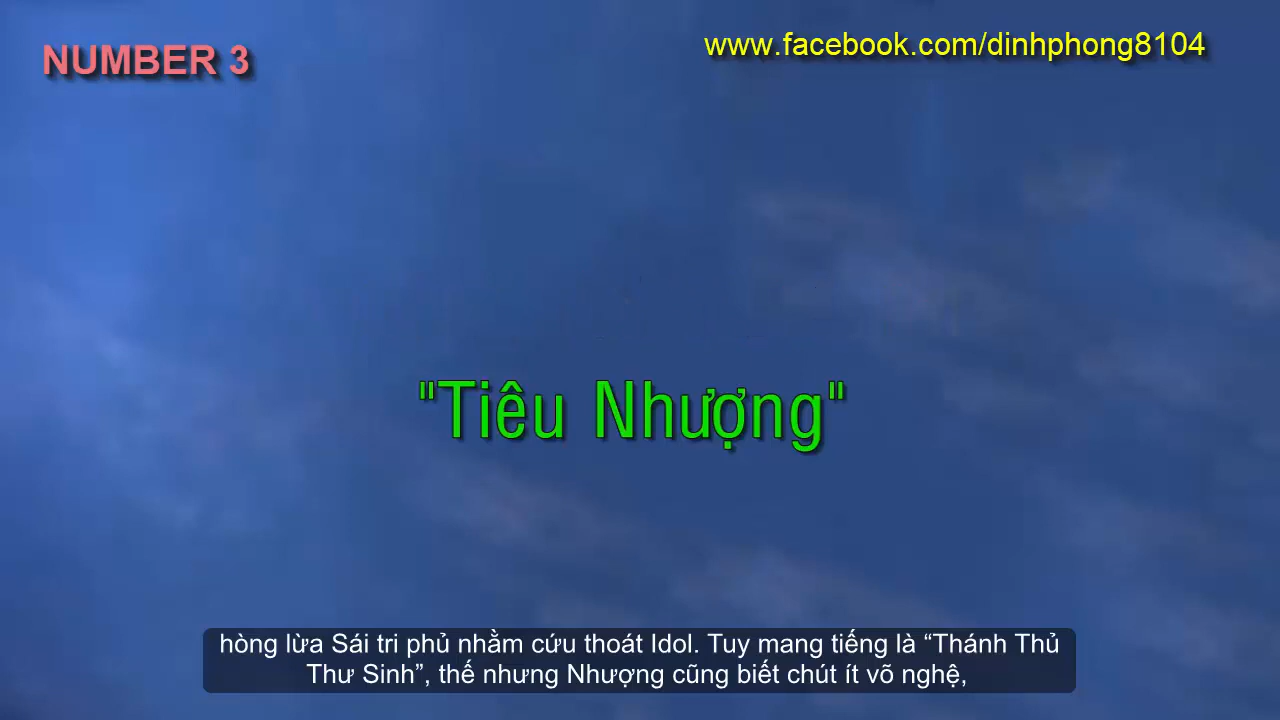 NUMBER 3
www.facebook.com/dinhphong8104
"Tiêu Nhượng"
hòng lừa Sái tri phủ nhằm cứu thoát Idol. Tuy mang tiếng là “Thánh Thủ
Thư Sinh”, thế nhưng Nhượng cũng biết chút ít võ nghệ,